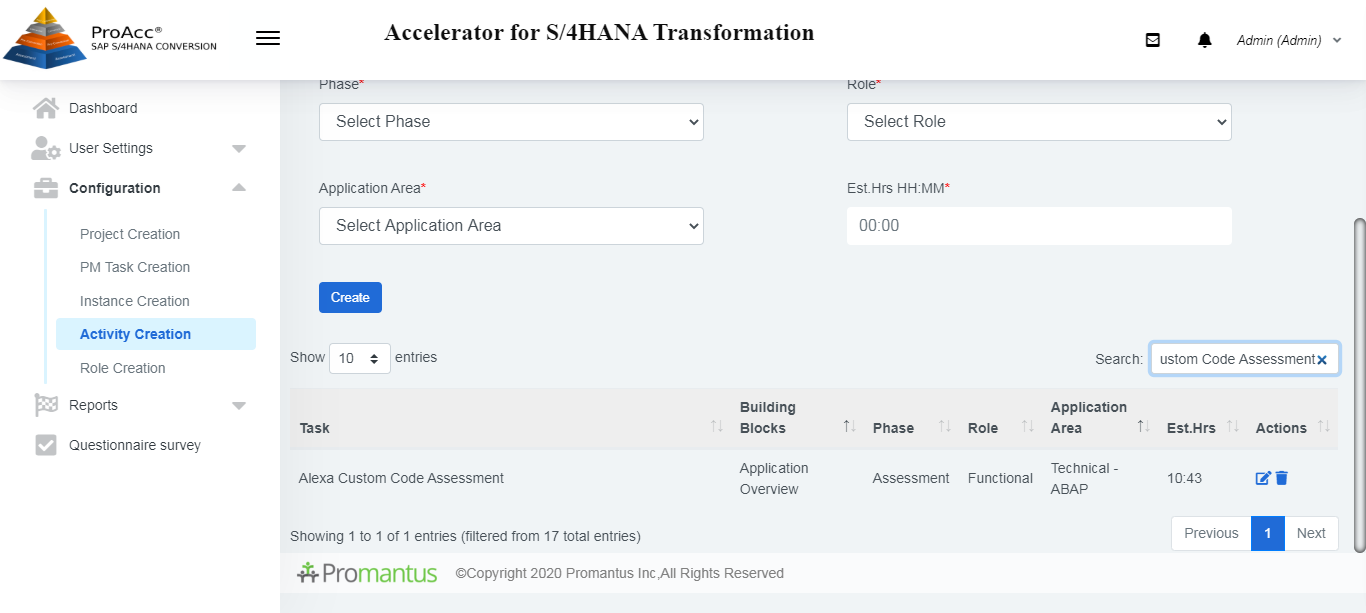 ProAcc®
SAP S/4HANA CONVERSION
Accelerator for S/4HANA Transformation
Admin (Admin)
Dashboard
User Settings
Configuration
Project Creation
PM Task Creation
Instance Creation
Activity Creation
Role Creation
Reports
Questionnaire survey
Phase* Role*
Select Phase Select Role
Application Area* Est.Hrs HH:MM*
Select Application Area 00:00
Create
Show 10 entries Search: ustom Code Assessment
Task Building Blocks Phase Role Application Area Est.Hrs Actions
Alexa Custom Code Assessment Application Overview Assessment Functional Technical - ABAP 10:43
Showing 1 to 1 of 1 entries (filtered from 17 total entries) Previous 1 Next
Promantus ©Copyright 2020 Promantus Inc,All Rights Reserved